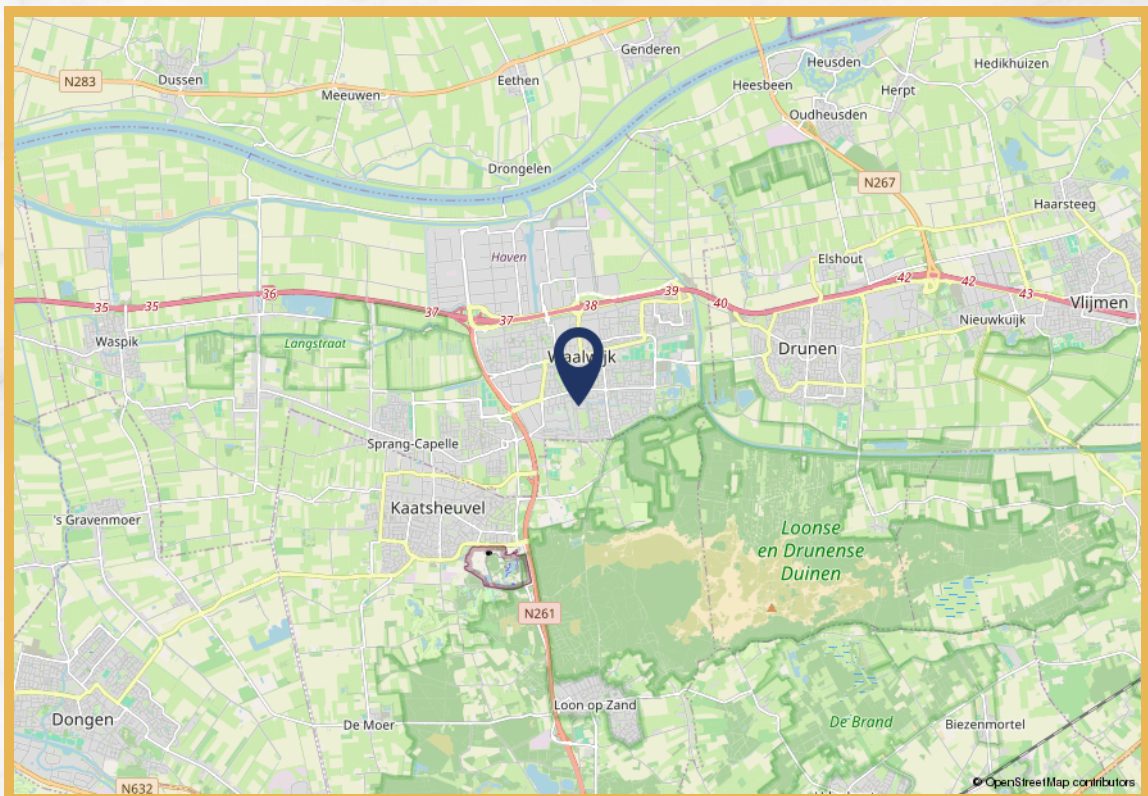 Genderen
Heusden
Hedikhuizen
N283
Dussen
Eethen
Meeuwen
Heesbeen
Herpt
Oudheusden
Drongelen
N267
Haarsteeg
Haven
Elshout
35
35
36
37
37
38
39
40
42
42
43
Vlijmen
Nieuwkuijk
Waspik
Langstraat
Drunen
Sprang-Capelle
Kaatsheuvel
's Gravenmoer
Loonse
en Drunense
Duinen
N261
Loon op Zand
Dongen
De Moer
De Brand
Biezenmortel
N632
© OpenStreetMap contributors